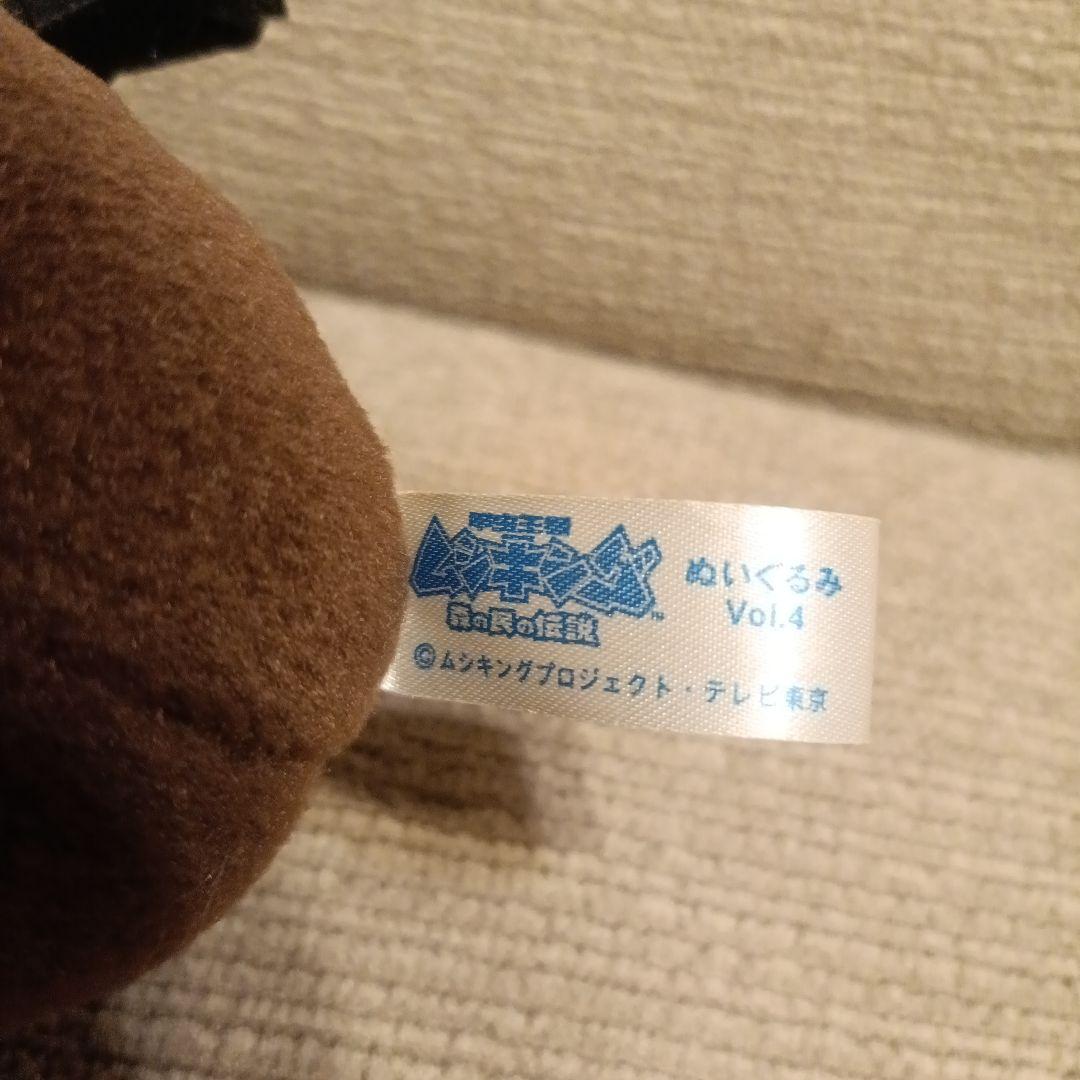 甲虫王者
ムシキング™
森の民の伝説
ぬいぐるみ
Vol.4
©ムシキングプロジェクト・テレビ東京